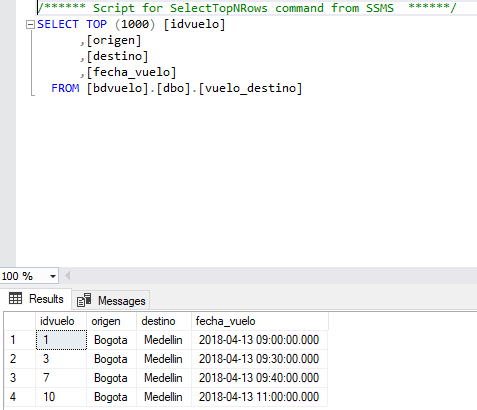 /****** Script for SelectTopNRows command from SSMS  ******/
SELECT TOP (1000) [idvuelo]
,[origen]
,[destino]
,[fecha_vuelo]
FROM [bdvuelo].[dbo].[vuelo_destino]
100 %
Results Messages
idvuelo origen destino fecha_vuelo
1 1 Bogota Medellin 2018-04-13 09:00:00.000
2 3 Bogota Medellin 2018-04-13 09:30:00.000
3 7 Bogota Medellin 2018-04-13 09:40:00.000
4 10 Bogota Medellin 2018-04-13 11:00:00.000